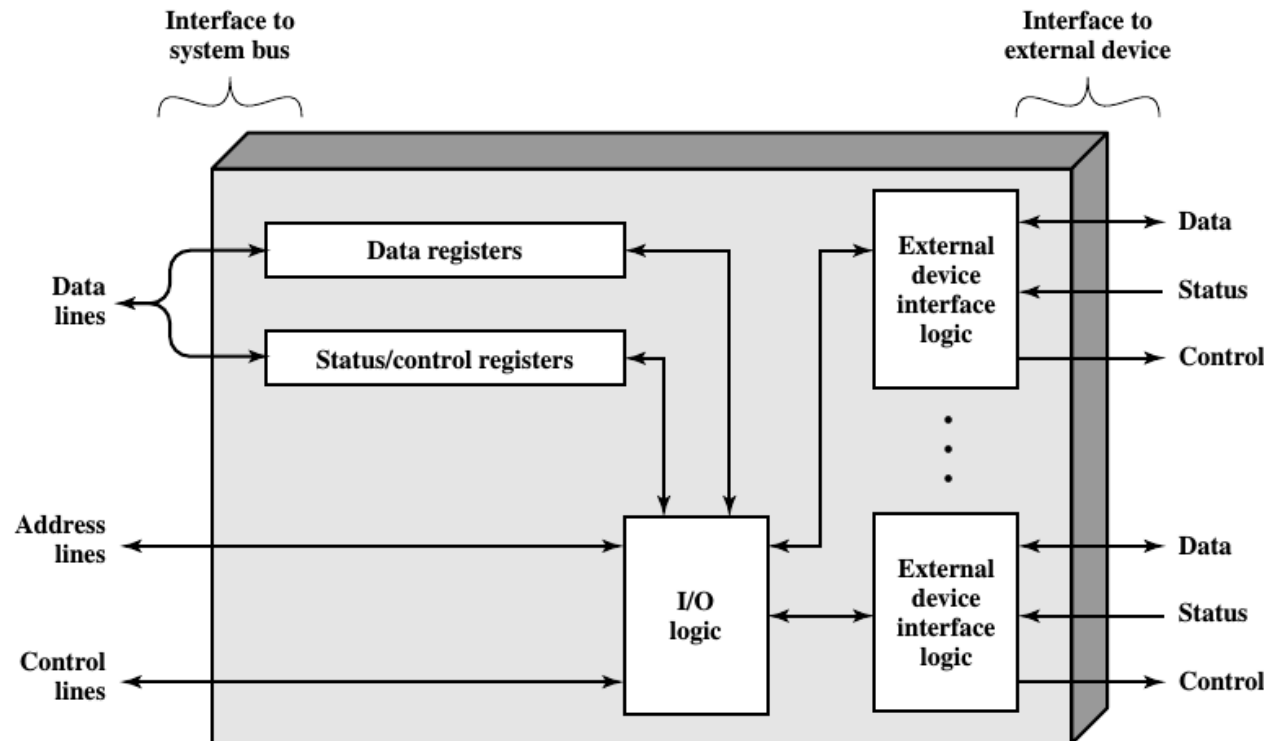 Interface to
system bus
Interface to
external device
Data
lines
Data registers
Status/control registers
Address
lines
Control
lines
I/O
logic
External
device
interface
logic
Data
Status
Control
External
device
interface
logic
Data
Status
Control